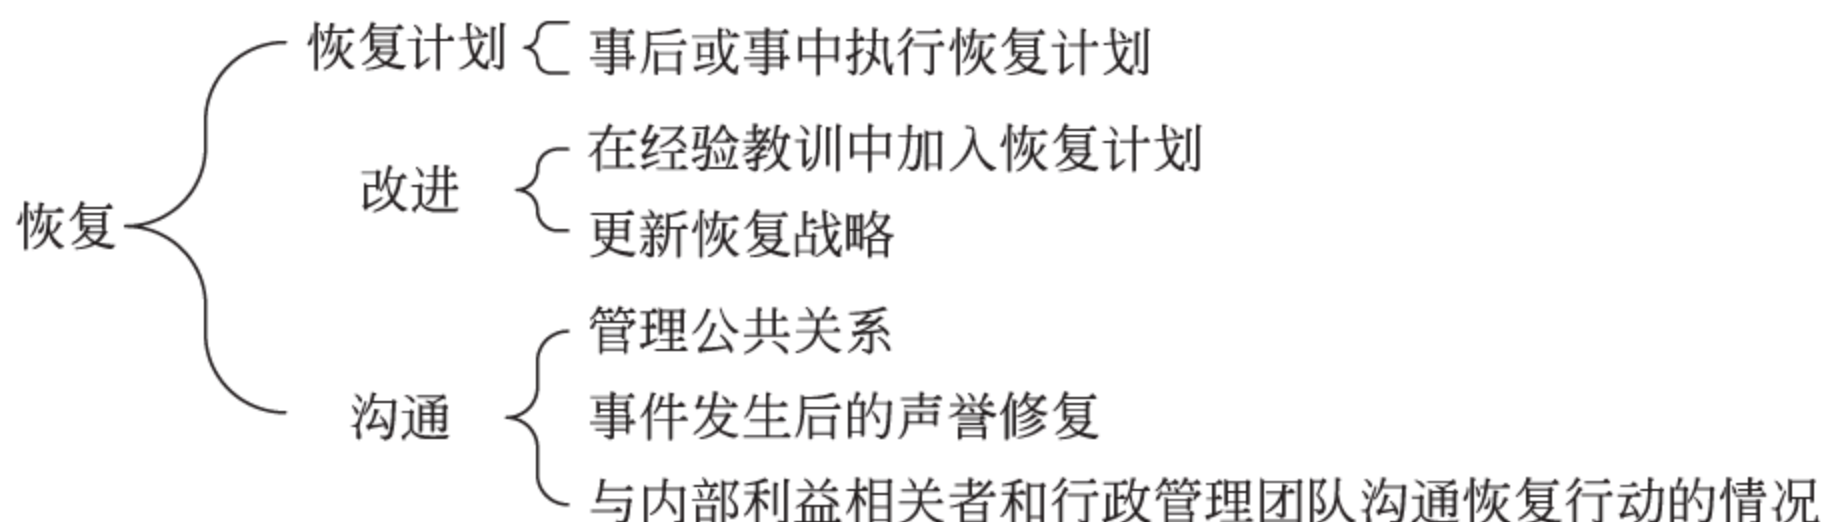 恢复
恢复计划
事后或事中执行恢复计划
改进
在经验教训中加入恢复计划
更新恢复战略
沟通
管理公共关系
事件发生后的声誉修复
与内部利益相关者和行政管理团队沟通恢复行动的情况